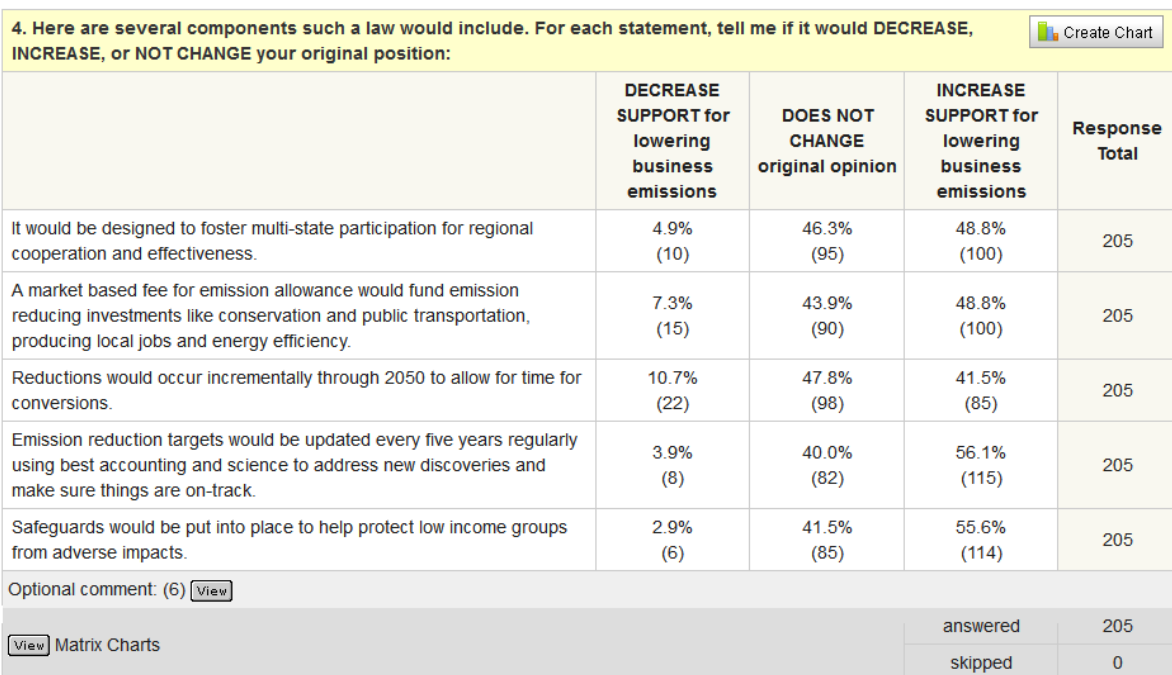 4. Here are several components such a law would include. For each statement, tell me if it would DECREASE,
INCREASE, or NOT CHANGE your original position:
Create Chart
DECREASE
SUPPORT for
lowering
business
emissions
DOES NOT
CHANGE
original opinion
INCREASE
SUPPORT for
lowering
business
emissions
Response
Total
It would be designed to foster multi-state participation for regional
cooperation and effectiveness.
4.9%
(10)
46.3%
(95)
48.8%
(100)
205
A market based fee for emission allowance would fund emission
reducing investments like conservation and public transportation,
producing local jobs and energy efficiency.
7.3%
(15)
43.9%
(90)
48.8%
(100)
205
Reductions would occur incrementally through 2050 to allow for time for
conversions.
10.7%
(22)
47.8%
(98)
41.5%
(85)
205
Emission reduction targets would be updated every five years regularly
using best accounting and science to address new discoveries and
make sure things are on-track.
3.9%
(8)
40.0%
(82)
56.1%
(115)
205
Safeguards would be put into place to help protect low income groups
from adverse impacts.
2.9%
(6)
41.5%
(85)
55.6%
(114)
205
Optional comment: (6) View
View Matrix Charts
answered 205
skipped 0